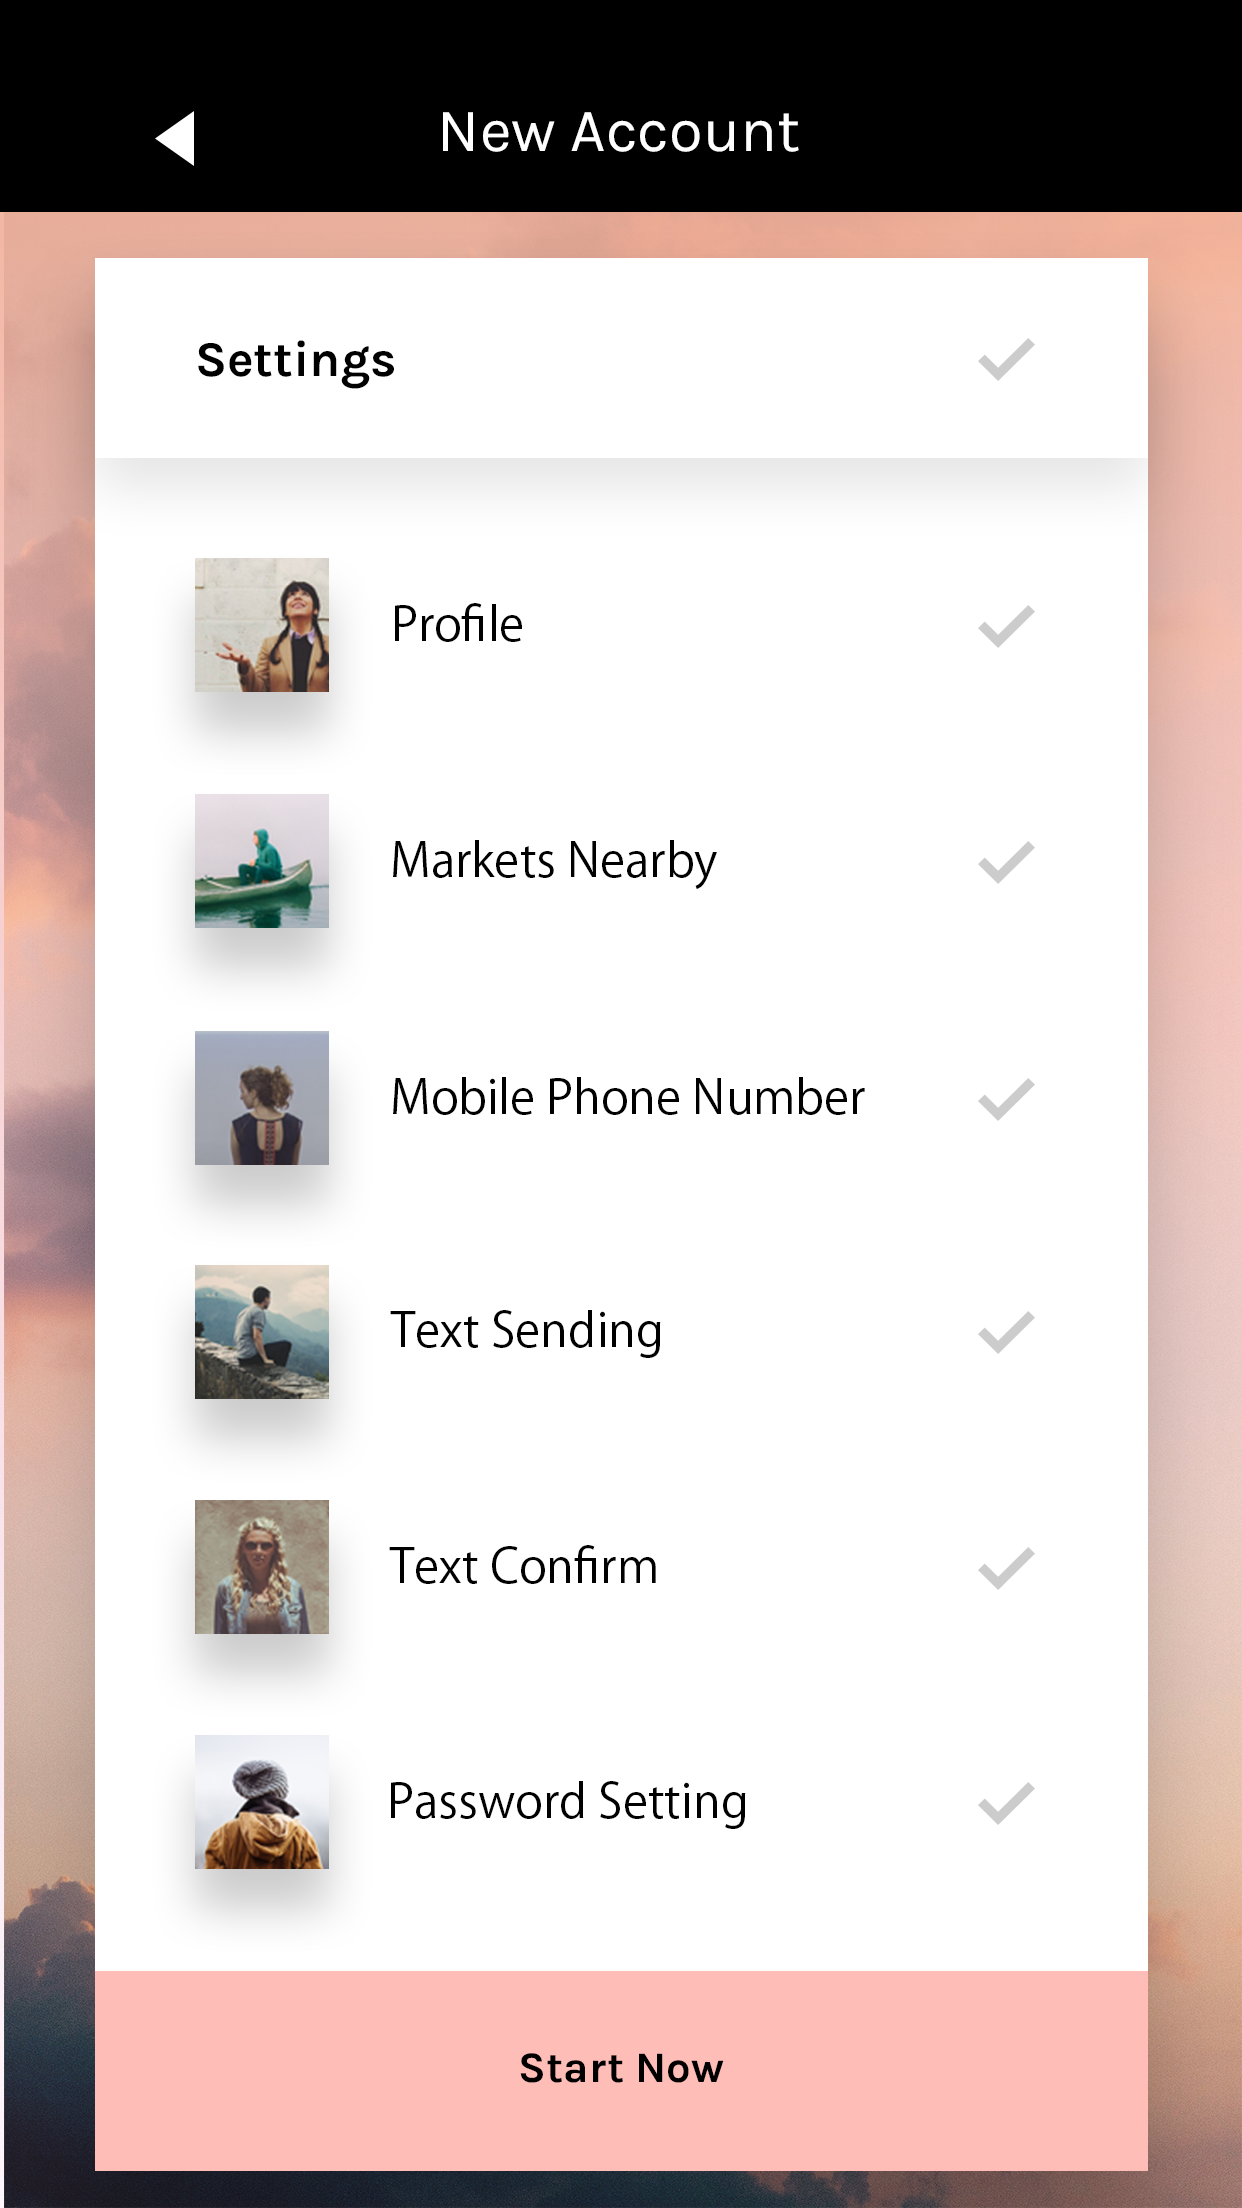 New Account
Settings
Profile
Markets Nearby
Mobile Phone Number
Text Sending
Text Confirm
Password Setting
Start Now